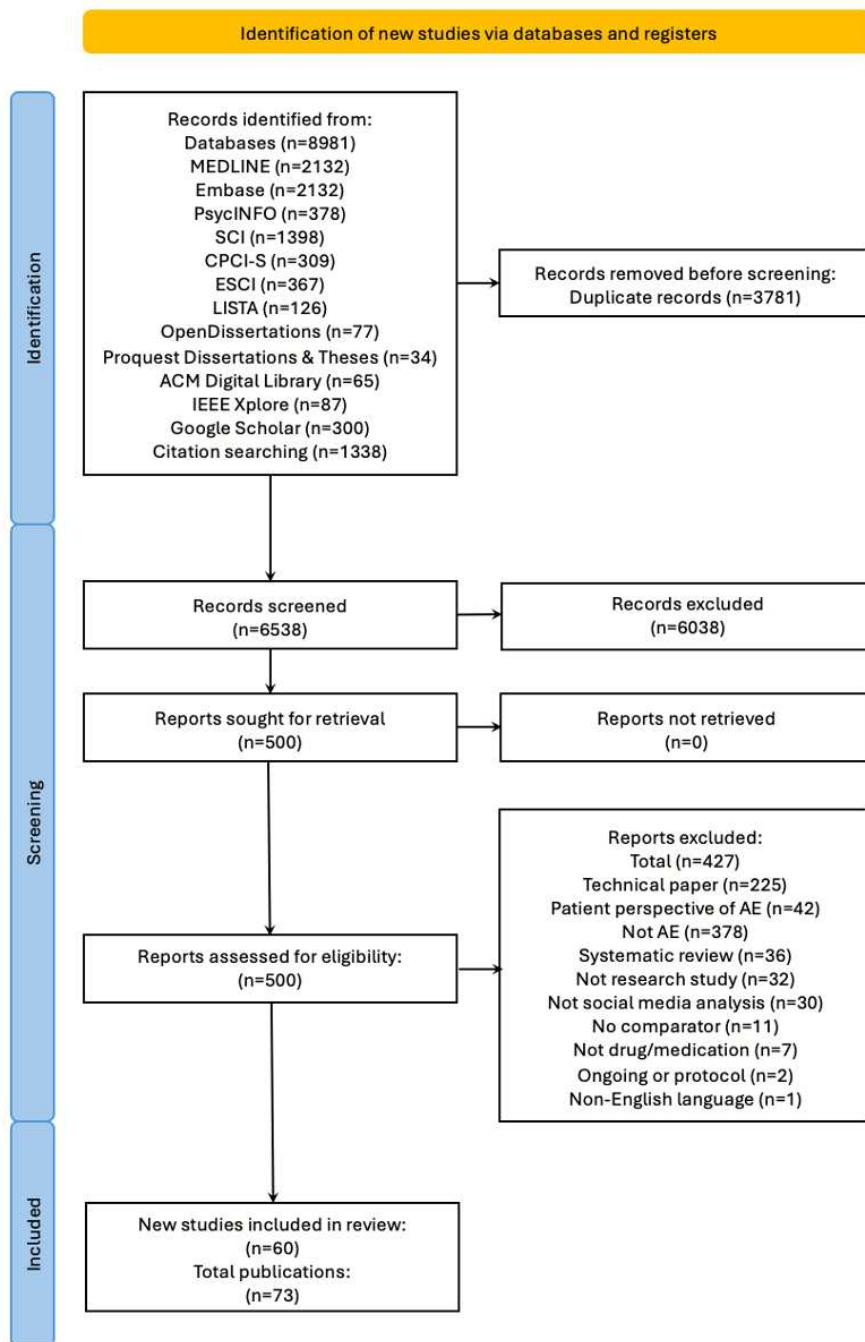 Identification of new studies via databases and registers
Identification
Records identified from:
Databases (n=8981)
MEDLINE (n=2132)
Embase (n=2132)
PsycINFO (n=378)
SCI (n=1398)
CPCI-S (n=309)
ESCI (n=367)
LISTA (n=126)
OpenDissertations (n=77)
Proquest Dissertations & Theses (n=34)
ACM Digital Library (n=65)
IEEE Xplore (n=87)
Google Scholar (n=300)
Citation searching (n=1338)
Records removed before screening:
Duplicate records (n=3781)
Screening
Records screened
(n=6538)
Records excluded
(n=6038)
Reports sought for retrieval
(n=500)
Reports not retrieved
(n=0)
Reports assessed for eligibility:
(n=500)
Reports excluded:
Total (n=427)
Technical paper (n=225)
Patient perspective of AE (n=42)
Not AE (n=378)
Systematic review (n=36)
Not research study (n=32)
Not social media analysis (n=30)
No comparator (n=11)
Not drug/medication (n=7)
Ongoing or protocol (n=2)
Non-English language (n=1)
Included
New studies included in review:
(n=60)
Total publications:
(n=73)